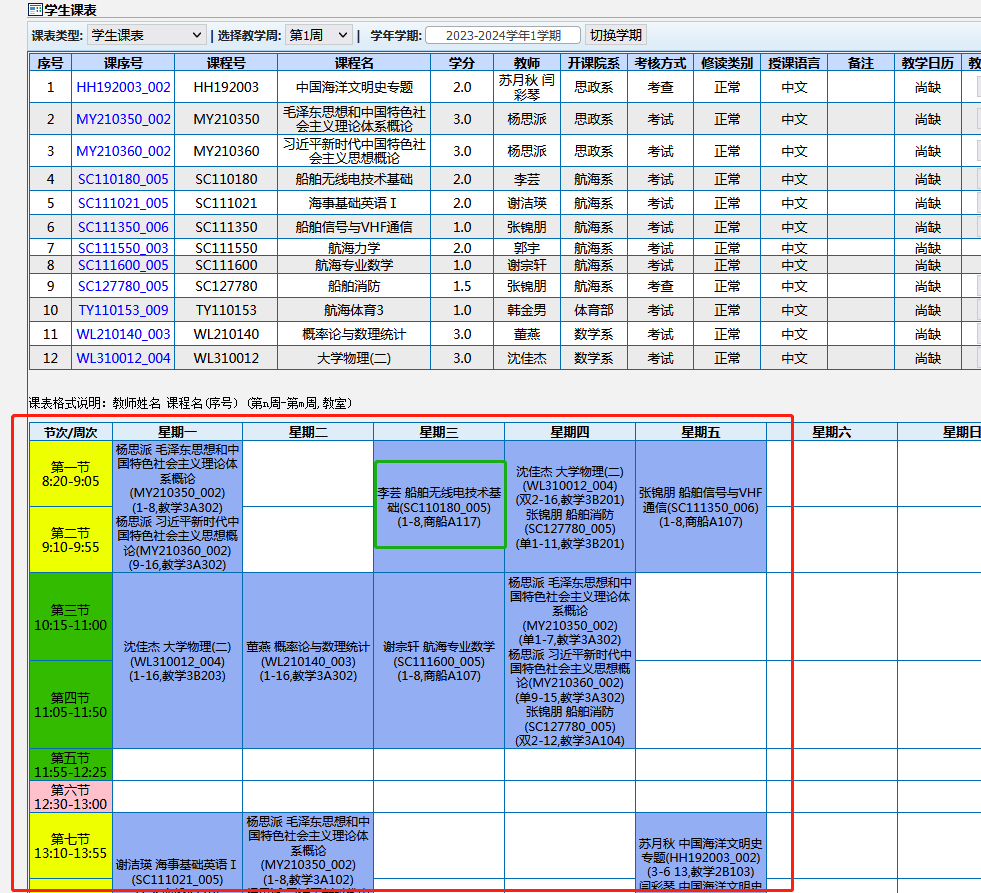 学生课表
课表类型: 学生课表 | 选择教学周: 第1周 | 学年学期: 2023-2024学年1学期 切换学期
序号 课序号 课程号 课程名 学分 教师 开课院系 考核方式 修读类别 授课语言 备注 教学日历 教
1 HH192003_002 HH192003 中国海洋文明史专题 2.0 苏月秋 闫彩琴 思政系 考查 正常 中文 尚缺
2 MY210350_002 MY210350 毛泽东思想和中国特色社会主义理论体系概论 3.0 杨思派 思政系 考试 正常 中文 尚缺
3 MY210360_002 MY210360 习近平新时代中国特色社会主义思想概论 3.0 杨思派 思政系 考试 正常 中文 尚缺
4 SC110180_005 SC110180 船舶无线电技术基础 2.0 李芸 航海系 考试 正常 中文 尚缺
5 SC111021_005 SC111021 海事基础英语Ⅰ 2.0 谢洁瑛 航海系 考试 正常 中文 尚缺
6 SC111350_006 SC111350 船舶信号与VHF通信 1.0 张锦朋 航海系 考试 正常 中文 尚缺
7 SC111550_003 SC111550 航海力学 2.0 郭宇 航海系 考试 正常 中文 尚缺
8 SC111600_005 SC111600 航海专业数学 1.0 谢宗轩 航海系 考试 正常 中文 尚缺
9 SC127780_005 SC127780 船舶消防 1.5 张锦朋 航海系 考查 正常 中文 尚缺
10 TY110153_009 TY110153 航海体育3 1.0 韩金男 体育部 考试 正常 中文 尚缺
11 WL210140_003 WL210140 概率论与数理统计 3.0 董燕 数学系 考试 正常 中文 尚缺
12 WL310012_004 WL310012 大学物理(二) 3.0 沈佳杰 数学系 考试 正常 中文 尚缺
课表格式说明: 教师姓名 课程名(序号) (第n周-第m周,教室)
节次/周次 星期一 星期二 星期三 星期四 星期五 星期六 星期日
第一节
8:20-9:05
第二节
9:10-9:55
杨思派 毛泽东思想和中
国特色社会主义理论体
系概论
(MY210350_002)
(1-8,教学3A302)
杨思派 习近平新时代中
国特色社会主义思想概
论(MY210360_002)
(9-16,教学3A302)
李芸 船舶无线电技术基
础(SC110180_005)
(1-8,商船A117)
沈佳杰 大学物理(二)
(WL310012_004)
(双2-16,教学3B201)
张锦朋 船舶消防
(SC127780_005)
(单1-11,教学3B201)
张锦朋 船舶信号与VHF
通信(SC111350_006)
(1-8,商船A107)
第三节
10:15-11:00
第四节
11:05-11:50
沈佳杰 大学物理(二)
(WL310012_004)
(1-16,教学3B203)
董燕 概率论与数理统计
(WL210140_003)
(1-16,教学3A302)
谢宗轩 航海专业数学
(SC111600_005)
(1-8,商船A107)
杨思派 毛泽东思想和中
国特色社会主义理论体
系概论
(MY210350_002)
(单1-7,教学3A302)
杨思派 习近平新时代中
国特色社会主义思想概
论(MY210360_002)
(单9-15,教学3A302)
张锦朋 船舶消防
(SC127780_005)
(双2-12,教学3A104)
第五节
11:55-12:25
第六节
12:30-13:00
第七节
13:10-13:55
谢洁瑛 海事基础英语Ⅰ
(SC111021_005)
杨思派 毛泽东思想和中
国特色社会主义理论体
系概论
(MY210350_002)
(1-8,教学3A102)
苏月秋 中国海洋文明史
专题(HH192003_002)
(3-6 13,教学2B103)
闫彩琴 中国海洋文明史